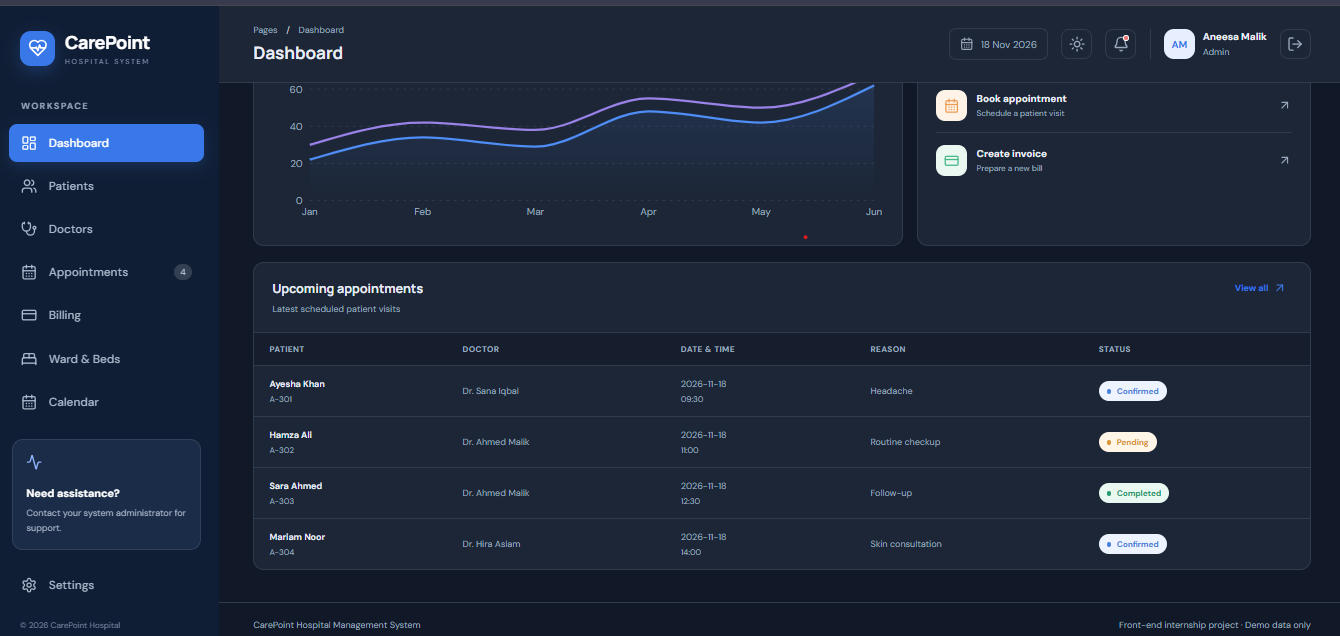 CarePoint
HOSPITAL SYSTEM
WORKSPACE
Dashboard
Patients
Doctors
Appointments 4
Billing
Ward & Beds
Calendar
Need assistance?
Contact your system administrator for
support.
Settings
© 2026 CarePoint Hospital
Pages / Dashboard
Dashboard
18 Nov 2026
AM
Aneesa Malik
Admin
60
40
20
0
Jan Feb Mar Apr May Jun
Book appointment
Schedule a patient visit
Create invoice
Prepare a new bill
Upcoming appointments
Latest scheduled patient visits
View all
PATIENT DOCTOR DATE & TIME REASON STATUS
Ayesha Khan
A-301
Dr. Sana Iqbal
2026-11-18
09:30
Headache
Confirmed
Hamza Ali
A-302
Dr. Ahmed Malik
2026-11-18
11:00
Routine checkup
Pending
Sara Ahmed
A-303
Dr. Ahmed Malik
2026-11-18
12:30
Follow-up
Completed
Mariam Noor
A-304
Dr. Hira Aslam
2026-11-18
14:00
Skin consultation
Confirmed
CarePoint Hospital Management System
Front-end internship project · Demo data only